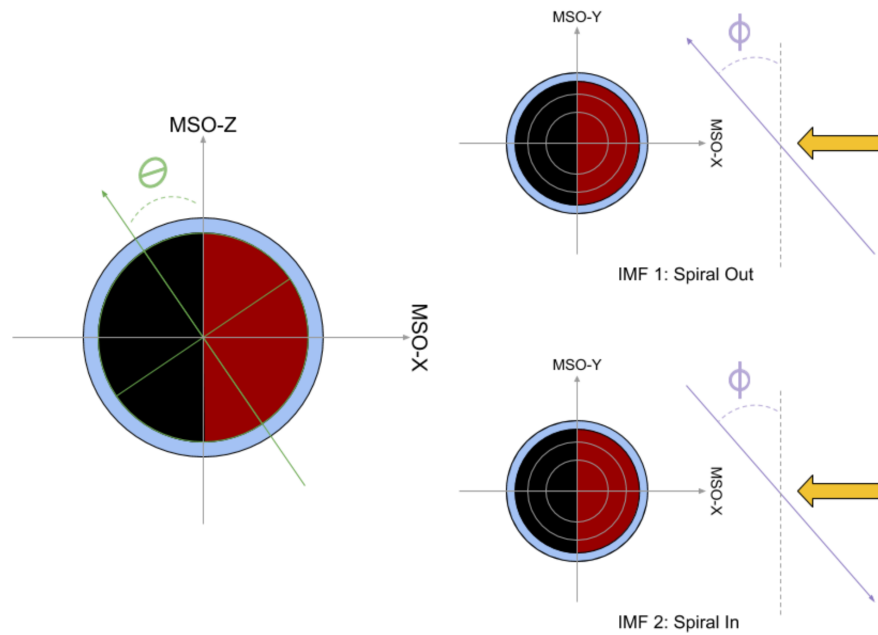 MSO-Z
θ
MSO-X
MSO-Y
ϕ
MSO-X
IMF 1: Spiral Out
MSO-Y
ϕ
MSO-X
IMF 2: Spiral In